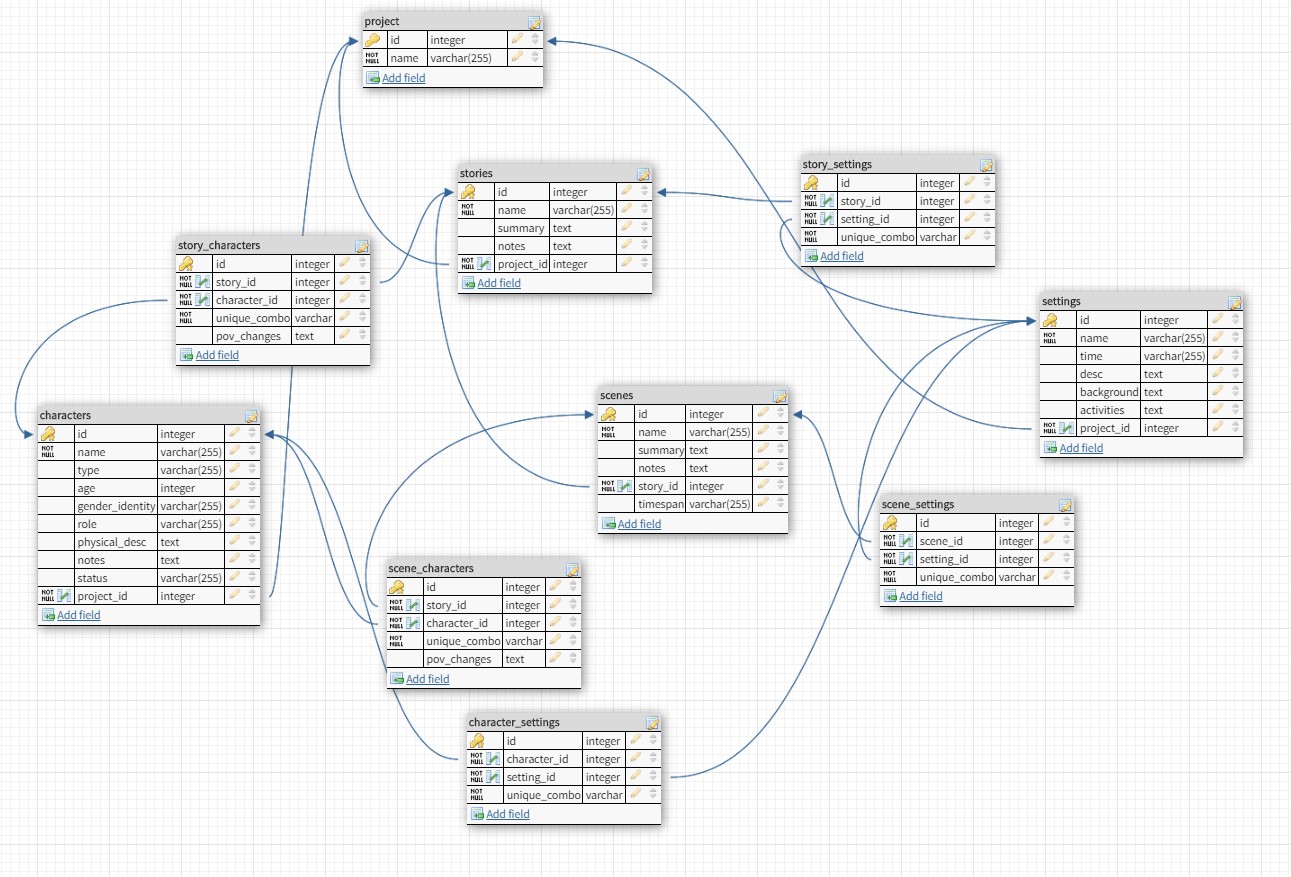 project
id integer
NOT NULL name varchar(255)
Add field
stories
id integer
NOT NULL name varchar(255)
summary text
notes text
NOT NULL project_id integer
Add field
story_settings
id integer
NOT NULL story_id integer
NOT NULL setting_id integer
NOT NULL unique_combo varchar
Add field
story_characters
id integer
NOT NULL story_id integer
NOT NULL character_id integer
NOT NULL unique_combo varchar
pov_changes text
Add field
settings
id integer
NOT NULL name varchar(255)
time varchar(255)
desc text
background text
activities text
NOT NULL project_id integer
Add field
characters
id integer
NOT NULL name varchar(255)
type varchar(255)
age integer
gender_identity varchar(255)
role varchar(255)
physical_desc text
notes text
status varchar(255)
NOT NULL project_id integer
Add field
scenes
id integer
NOT NULL name varchar(255)
summary text
notes text
NOT NULL story_id integer
timespan varchar(255)
Add field
scene_settings
id integer
NOT NULL scene_id integer
NOT NULL setting_id integer
NOT NULL unique_combo varchar
Add field
scene_characters
id integer
NOT NULL story_id integer
NOT NULL character_id integer
NOT NULL unique_combo varchar
pov_changes text
Add field
character_settings
id integer
NOT NULL character_id integer
NOT NULL setting_id integer
NOT NULL unique_combo varchar
Add field